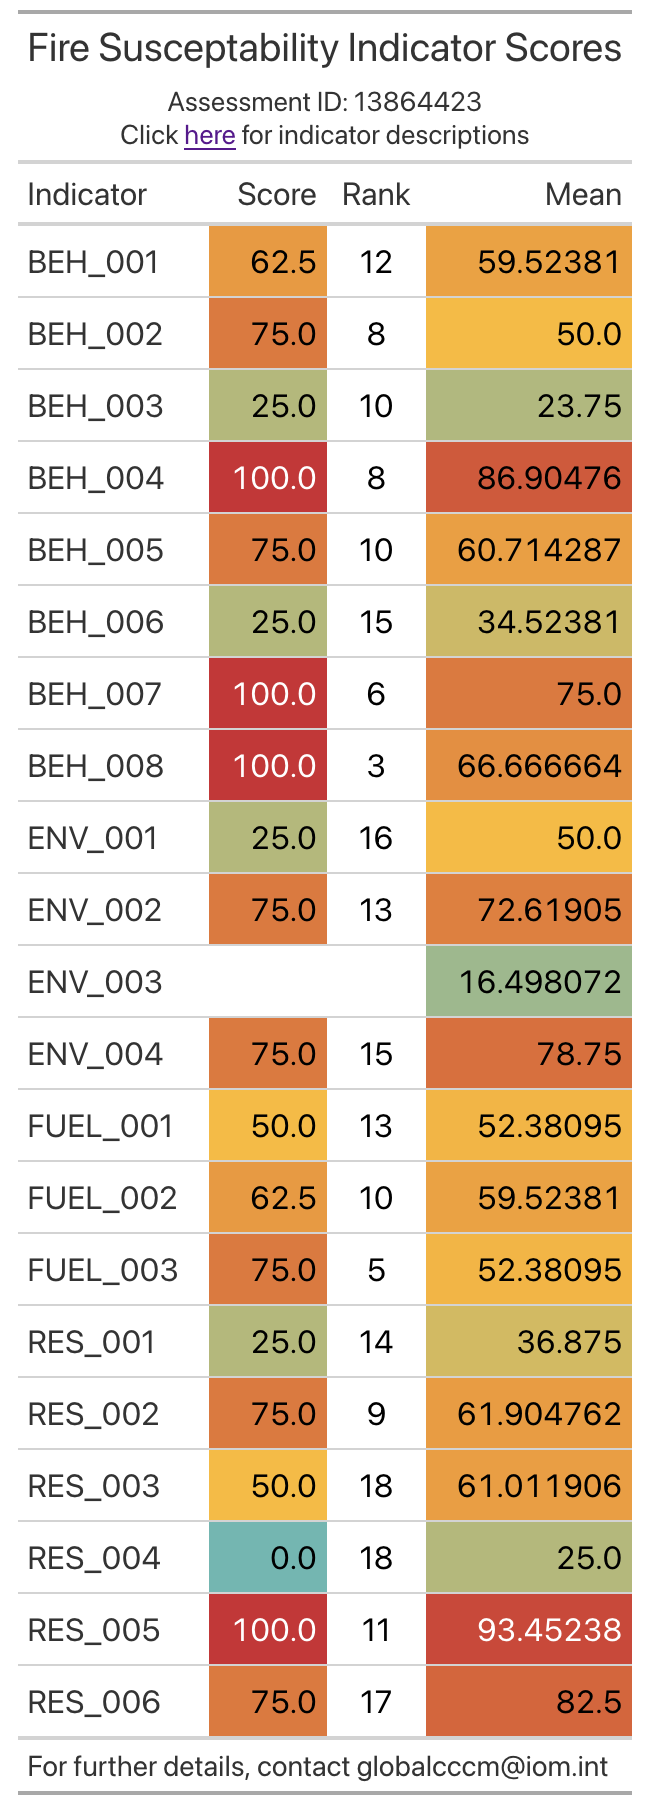 Fire Susceptability Indicator Scores
Assessment ID: 13864423
Click here for indicator descriptions
Indicator Score Rank Mean
BEH_001 62.5 12 59.52381
BEH_002 75.0 8 50.0
BEH_003 25.0 10 23.75
BEH_004 100.0 8 86.90476
BEH_005 75.0 10 60.714287
BEH_006 25.0 15 34.52381
BEH_007 100.0 6 75.0
BEH_008 100.0 3 66.666664
ENV_001 25.0 16 50.0
ENV_002 75.0 13 72.61905
ENV_003 16.498072
ENV_004 75.0 15 78.75
FUEL_001 50.0 13 52.38095
FUEL_002 62.5 10 59.52381
FUEL_003 75.0 5 52.38095
RES_001 25.0 14 36.875
RES_002 75.0 9 61.904762
RES_003 50.0 18 61.011906
RES_004 0.0 18 25.0
RES_005 100.0 11 93.45238
RES_006 75.0 17 82.5
For further details, contact globalcccm@iom.int